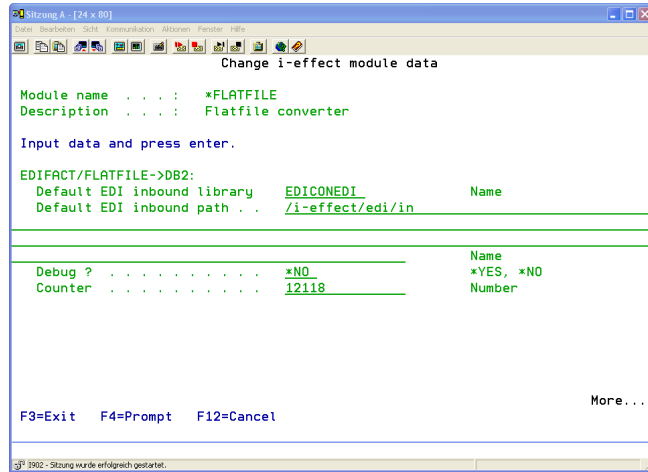 Sitzung A - [24 x 80]
Datei Bearbeiten Sicht Kommunikation Aktionen Fenster Hilfe
Change i-effect module data
Module name . . . : *FLATFILE
Description . . . : Flatfile converter
Input data and press enter.
EDIFACT/FLATFILE->DB2:
Default EDI inbound library EDICONEDI Name
Default EDI inbound path . . /i-effect/edi/in
Name
Debug ? . . . . . . . . . . *NO *YES, *NO
Counter . . . . . . . . . . 12118 Number
More...
F3=Exit F4=Prompt F12=Cancel
I902 - Sitzung wurde erfolgreich gestartet.